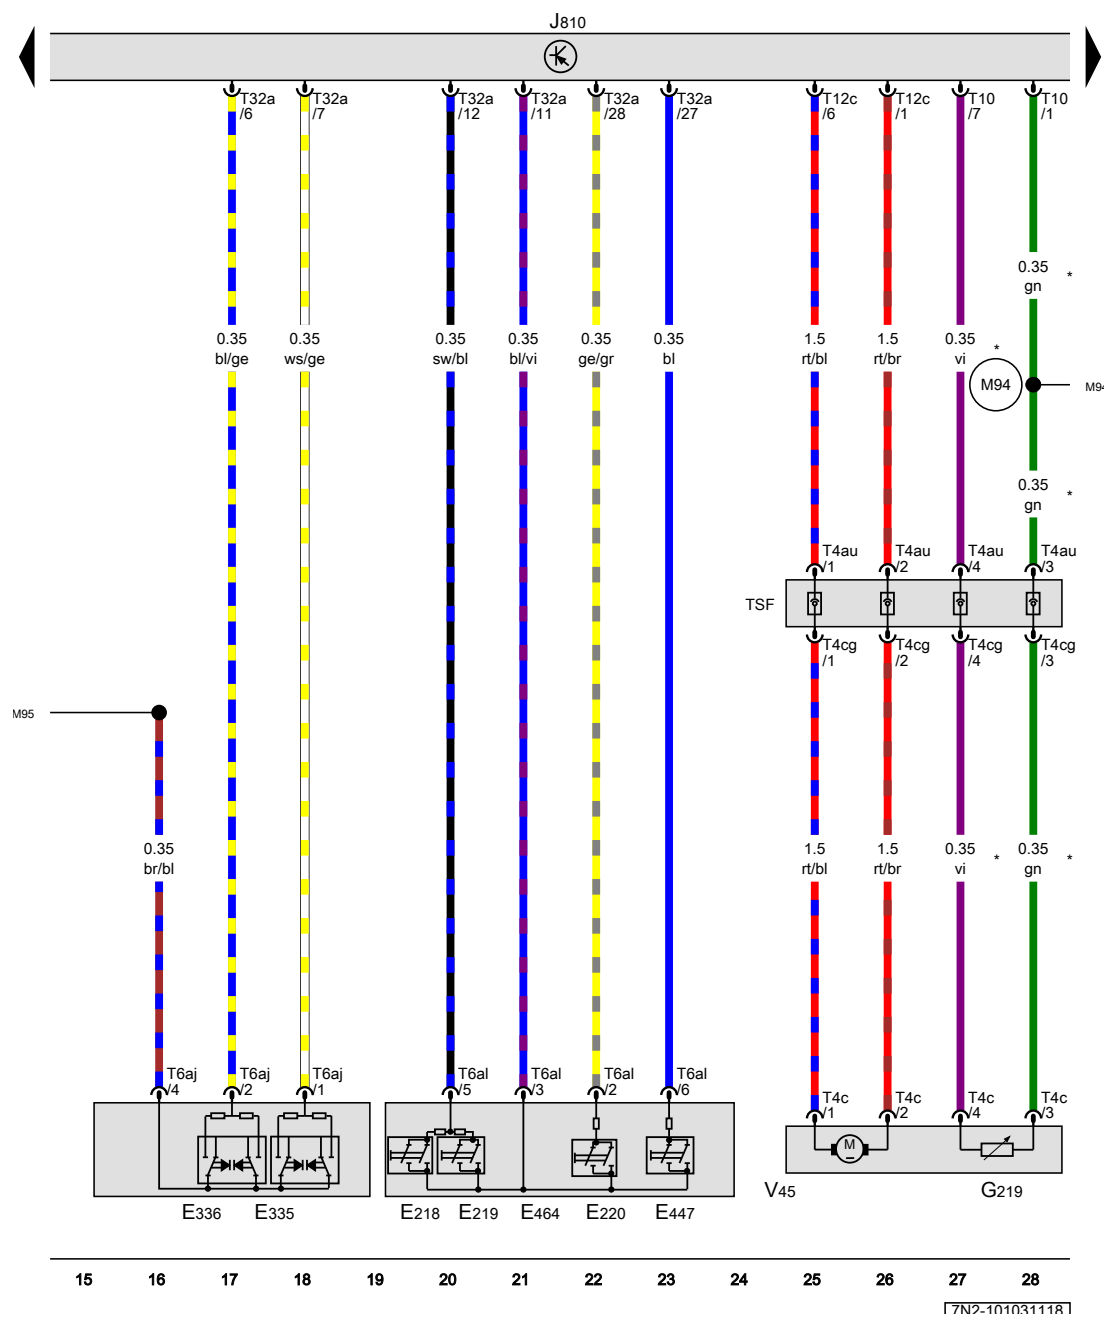 J810
T32a
/6
T32a
/7
T32a
/12
T32a
/11
T32a
/28
T32a
/27
T12c
/6
T12c
/1
T10
/7
T10
/1
0.35
gn
*
0.35
bl/ge
0.35
ws/ge
0.35
sw/bl
0.35
bl/vi
0.35
ge/gr
0.35
bl
1.5
rt/bl
1.5
rt/br
0.35
vi
*
M94
0.35
gn
*
T4au
/1
T4au
/2
T4au
/4
T4au
/3
TSF
T4cg
/1
T4cg
/2
T4cg
/4
T4cg
/3
M95
0.35
br/bl
1.5
rt/bl
1.5
rt/br
0.35
vi
*
0.35
gn
*
T6aj
/4
T6aj
/2
T6aj
/1
T6al
/5
T6al
/3
T6al
/2
T6al
/6
T4c
/1
T4c
/2
T4c
/4
T4c
/3
M
V45
G219
E336
E335
E218
E219
E464
E220
E447
15 16 17 18 19 20 21 22 23 24 25 26 27 28
7N2-101031118